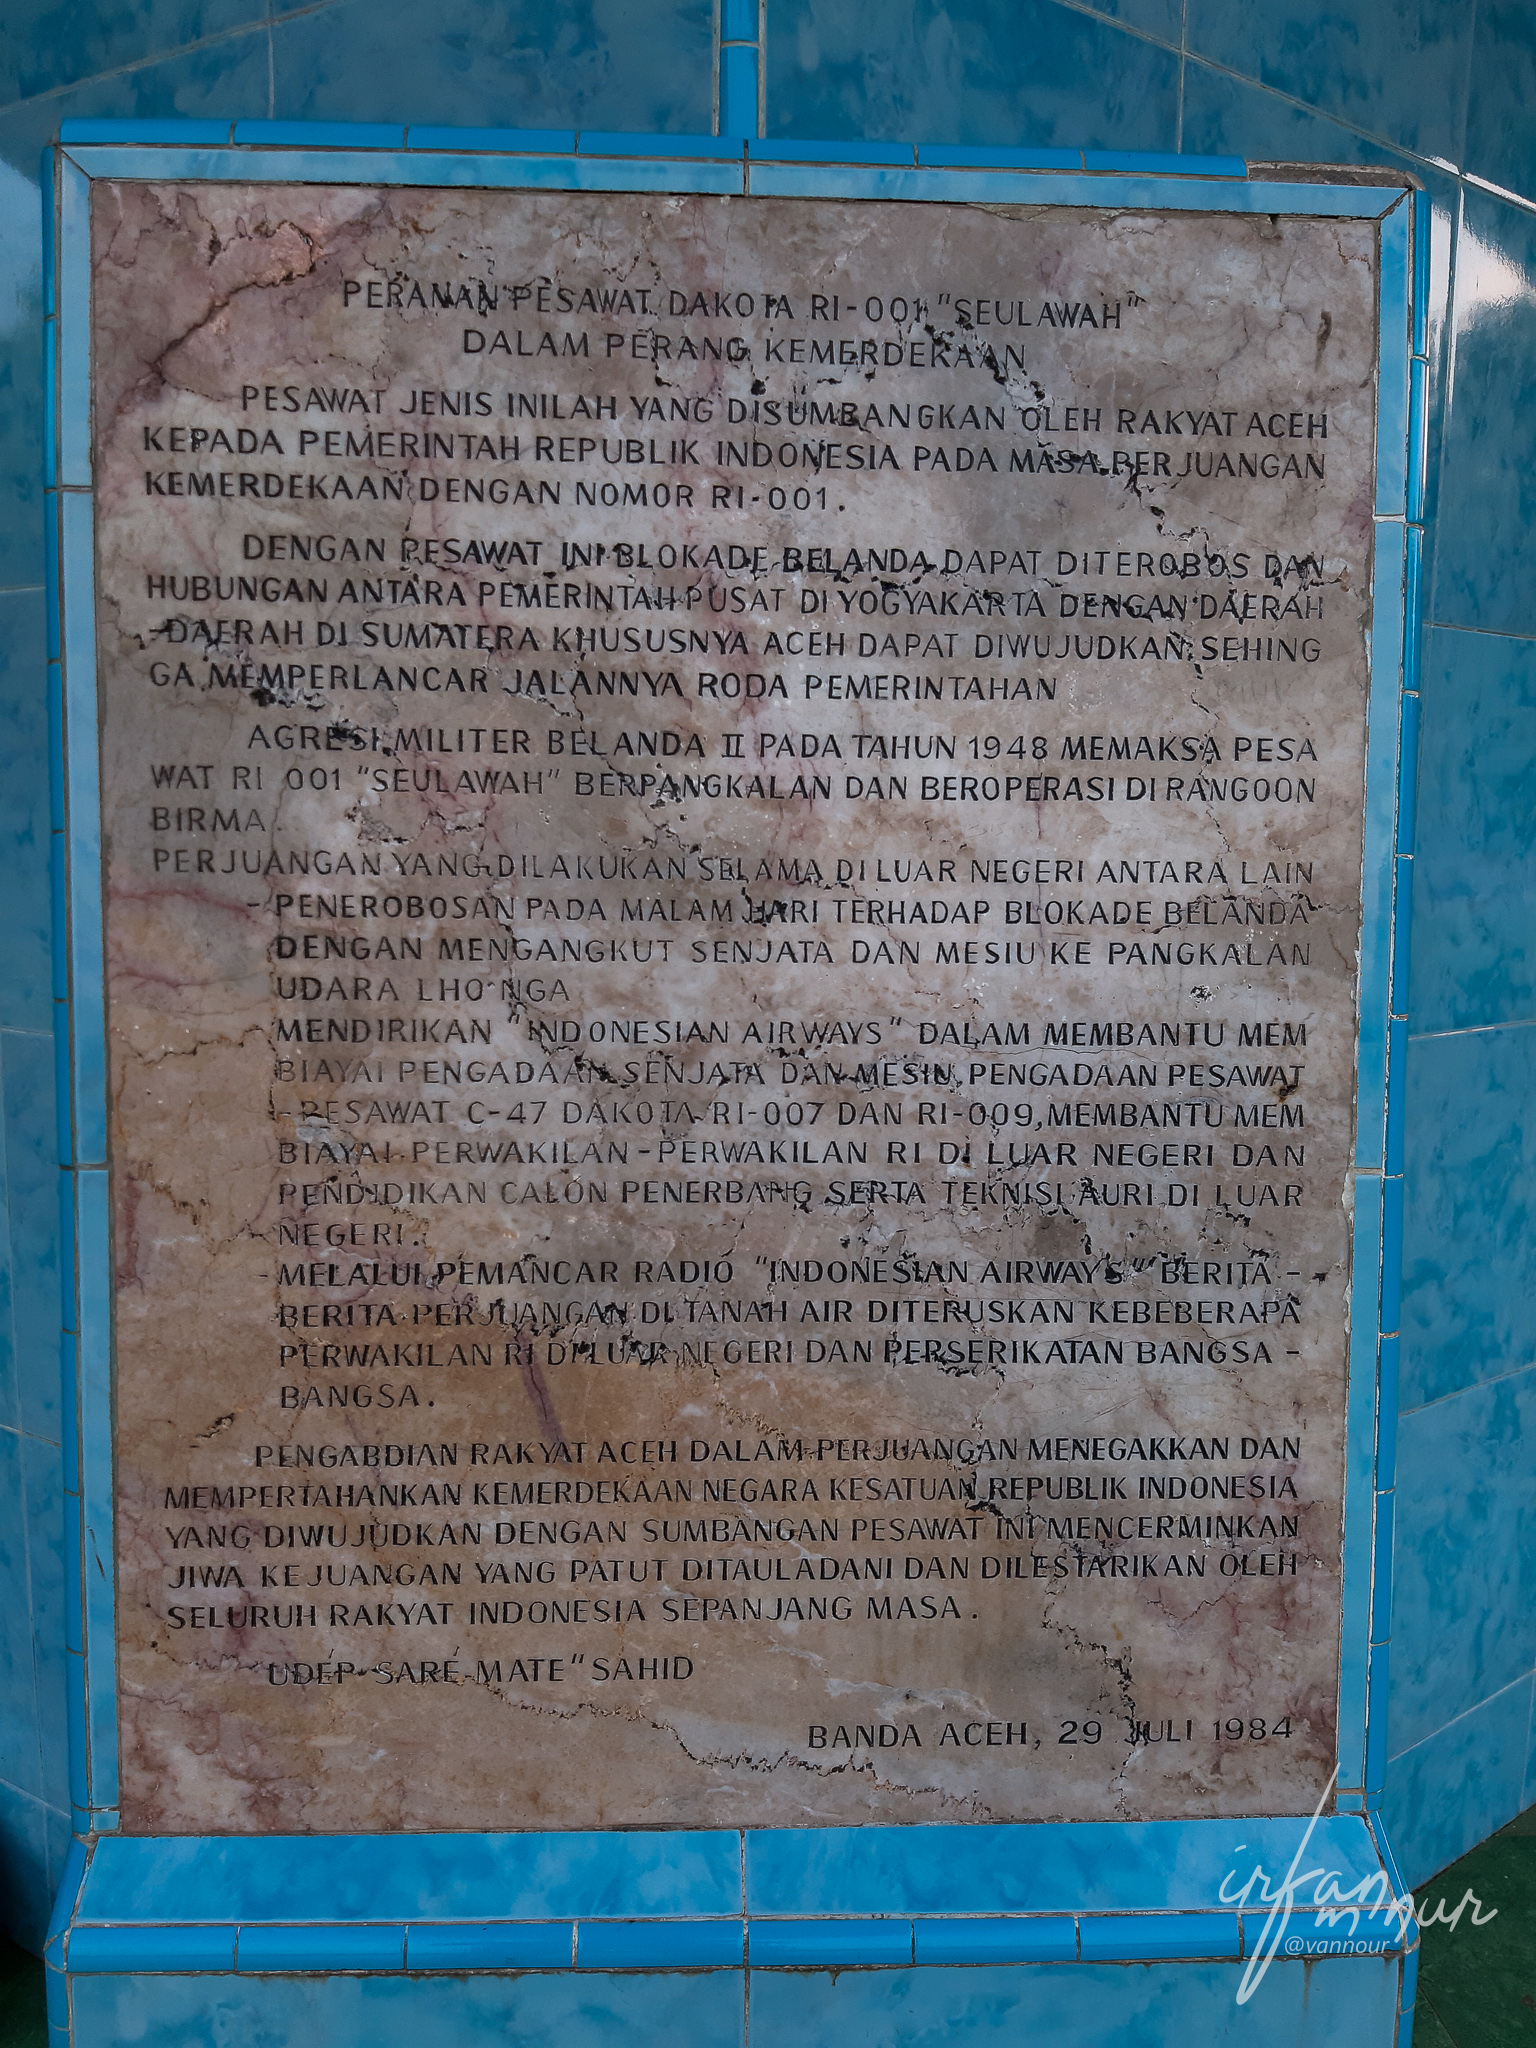 PERANAN PESAWAT DAKOTA RI-001 "SEULAWAH"
DALAM PERANG KEMERDEKAAN
PESAWAT JENIS INILAH YANG DISUMBANGKAN OLEH RAKYAT ACEH
KEPADA PEMERINTAH REPUBLIK INDONESIA PADA MASA PERJUANGAN
KEMERDEKAAN DENGAN NOMOR RI-001.
DENGAN PESAWAT INI BLOKADE BELANDA DAPAT DITEROBOS DAN
HUBUNGAN ANTARA PEMERINTAH PUSAT DI YOGYAKARTA DENGAN DAERAH
-DAERAH DI SUMATERA KHUSUSNYA ACEH DAPAT DIWUJUDKAN, SEHING
GA MEMPERLANCAR JALANNYA RODA PEMERINTAHAN
AGRESI MILITER BELANDA II PADA TAHUN 1948 MEMAKSA PESA
WAT RI 001 "SEULAWAH" BERPANGKALAN DAN BEROPERASI DI RANGOON
BIRMA.
PERJUANGAN YANG DILAKUKAN SELAMA DI LUAR NEGERI ANTARA LAIN
- PENEROBOSAN PADA MALAM HARI TERHADAP BLOKADE BELANDA
DENGAN MENGANGKUT SENJATA DAN MESIU KE PANGKALAN
UDARA LHO'NGA
MENDIRIKAN "INDONESIAN AIRWAYS" DALAM MEMBANTU MEM
BIAYAI PENGADAAN SENJATA DAN MESIU, PENGADAAN PESAWAT
-PESAWAT C-47 DAKOTA RI-007 DAN RI-009, MEMBANTU MEM
BIAYAI PERWAKILAN-PERWAKILAN RI DI LUAR NEGERI DAN
PENDIDIKAN CALON PENERBANG SERTA TEKNISI AURI DI LUAR
NEGERI.
- MELALUI PEMANCAR RADIO "INDONESIAN AIRWAYS" BERITA -
BERITA PERJUANGAN DI TANAH AIR DITERUSKAN KEBEBERAPA
PERWAKILAN RI DI LUAR NEGERI DAN PERSERIKATAN BANGSA -
BANGSA.
PENGABDIAN RAKYAT ACEH DALAM PERJUANGAN MENEGAKKAN DAN
MEMPERTAHANKAN KEMERDEKAAN NEGARA KESATUAN REPUBLIK INDONESIA
YANG DIWUJUDKAN DENGAN SUMBANGAN PESAWAT INI MENCERMINKAN
JIWA KEJUANGAN YANG PATUT DITAULADANI DAN DILESTARIKAN OLEH
SELURUH RAKYAT INDONESIA SEPANJANG MASA.
UDÉP SARÉ MATE" SAHID
BANDA ACEH, 29 JULI 1984
irfan m nur
@vannour